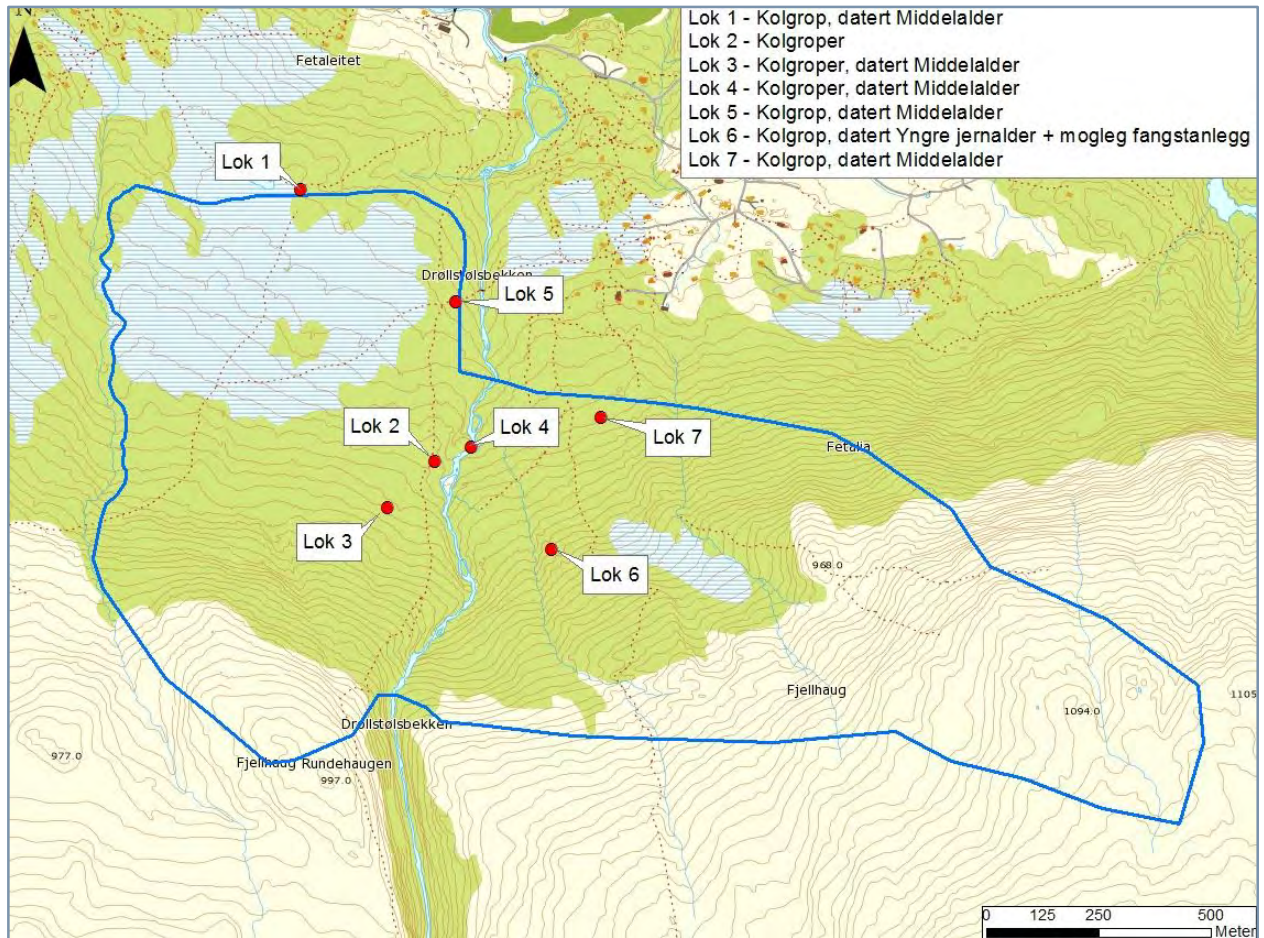 N
Lok 1 - Kolgrop, datert Middelalder
Lok 2 - Kolgroper
Lok 3 - Kolgroper, datert Middelalder
Lok 4 - Kolgroper, datert Middelalder
Lok 5 - Kolgrop, datert Middelalder
Lok 6 - Kolgrop, datert Yngre jernalder + mogleg fangstanlegg
Lok 7 - Kolgrop, datert Middelalder
Fetaleitet
Lok 1
Drøllstølsbekken
Lok 5
Lok 2
Lok 4
Lok 7
Fetalia
Lok 3
Lok 6
968.0
Fjellhaug
1105
1094.0
Drøllstølsbekken
977.0
Fjellhaug Rundehaugen
997.0
0 125 250 500
Meter